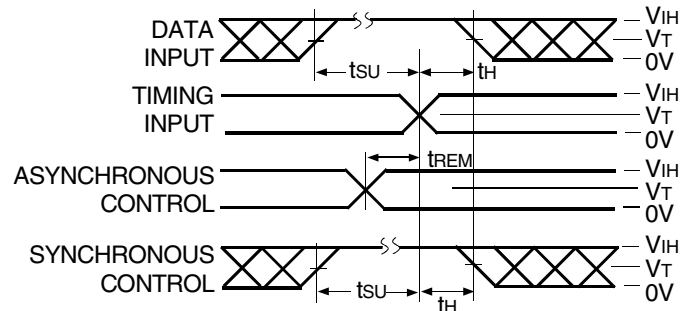 DATA
INPUT
tSU
tH
VIH
VT
0V
TIMING
INPUT
VIH
VT
0V
tREM
ASYNCHRONOUS
CONTROL
VIH
VT
0V
SYNCHRONOUS
CONTROL
tSU
tH
VIH
VT
0V